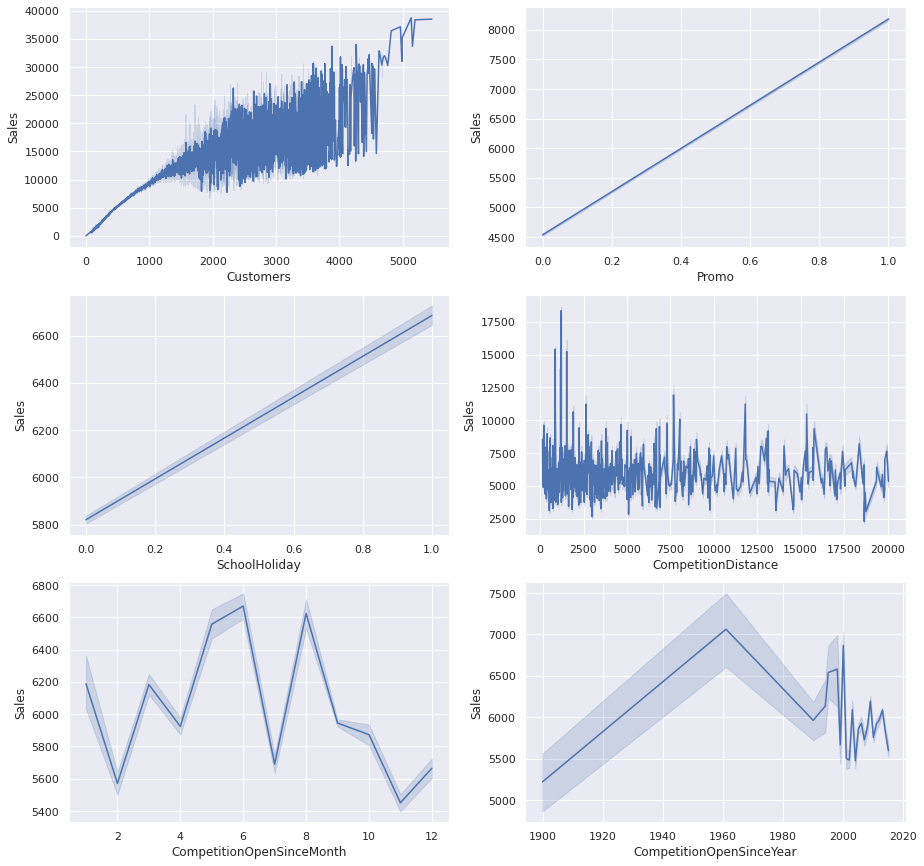 40000
35000
30000
25000
20000
15000
10000
5000
0
Sales
0 1000 2000 3000 4000 5000
Customers
8000
7500
7000
6500
6000
5500
5000
4500
Sales
0.0 0.2 0.4 0.6 0.8 1.0
Promo
6600
6400
6200
6000
5800
Sales
0.0 0.2 0.4 0.6 0.8 1.0
SchoolHoliday
17500
15000
12500
10000
7500
5000
2500
Sales
0 2500 5000 7500 10000 12500 15000 17500 20000
CompetitionDistance
6800
6600
6400
6200
6000
5800
5600
5400
Sales
2 4 6 8 10 12
CompetitionOpenSinceMonth
7500
7000
6500
6000
5500
5000
Sales
1900 1920 1940 1960 1980 2000 2020
CompetitionOpenSinceYear